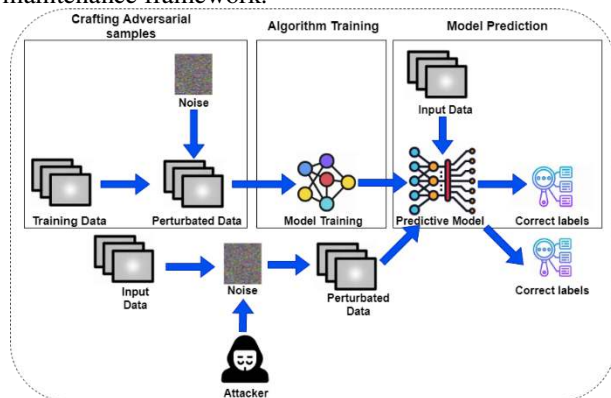 maintenance framework.
Crafting Adversarial
samples
Algorithm Training
Model Prediction
Noise
Input Data
Training Data
Perturbated Data
Model Training
Predictive Model
Correct labels
Input
Data
Noise
Perturbated
Data
Correct labels
Attacker